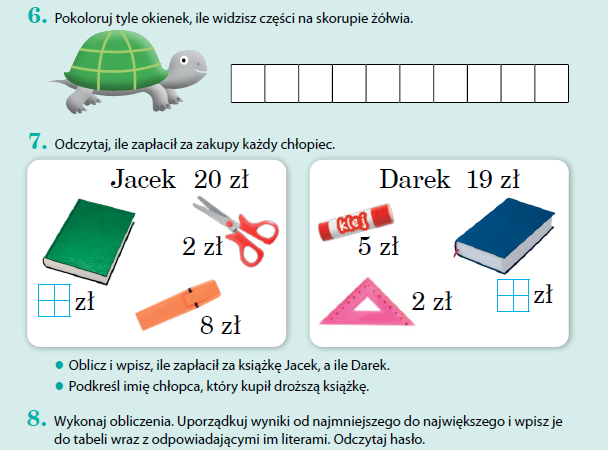 6. Pokoloruj tyle okienek, ile widzisz części na skorupie żółwia.
7. Odczytaj, ile zapłacił za zakupy każdy chłopiec.
Jacek 20 zł
2 zł
zł
8 zł
Darek 19 zł
klej
5 zł
zł
2 zł
• Oblicz i wpisz, ile zapłacił za książkę Jacek, a ile Darek.
• Podkreśl imię chłopca, który kupił droższą książkę.
8. Wykonaj obliczenia. Uporządkuj wyniki od najmniejszego do największego i wpisz je
do tabeli wraz z odpowiadającymi im literami. Odczytaj hasło.